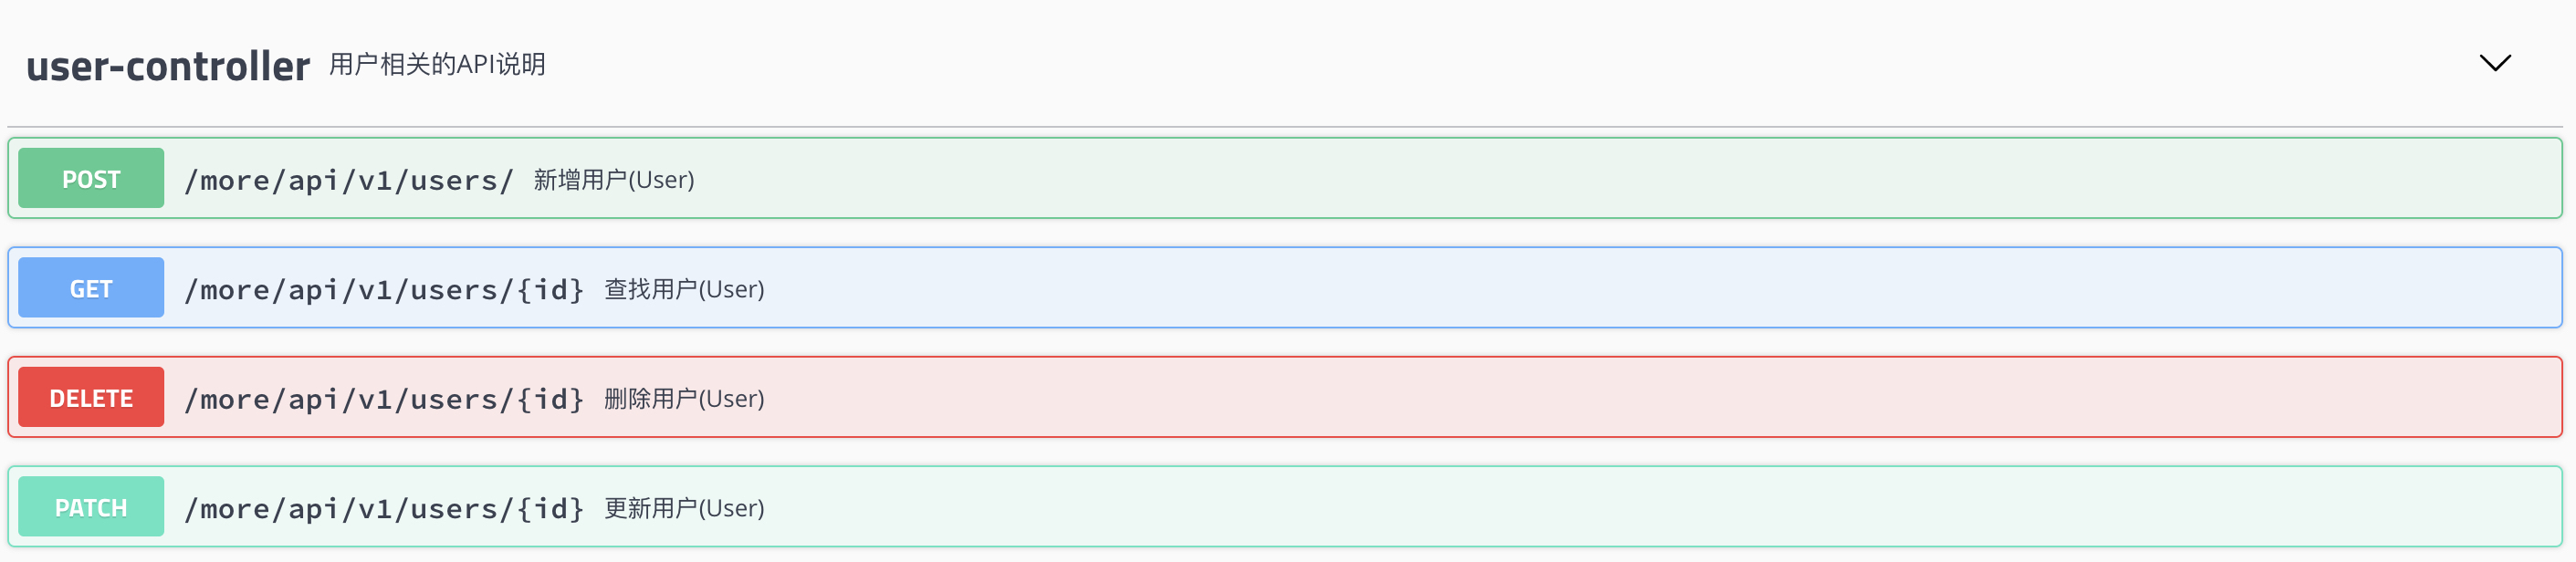 user-controller 用户相关的API说明
POST /more/api/v1/users/ 新增用户(User)
GET /more/api/v1/users/{id} 查找用户(User)
DELETE /more/api/v1/users/{id} 删除用户(User)
PATCH /more/api/v1/users/{id} 更新用户(User)